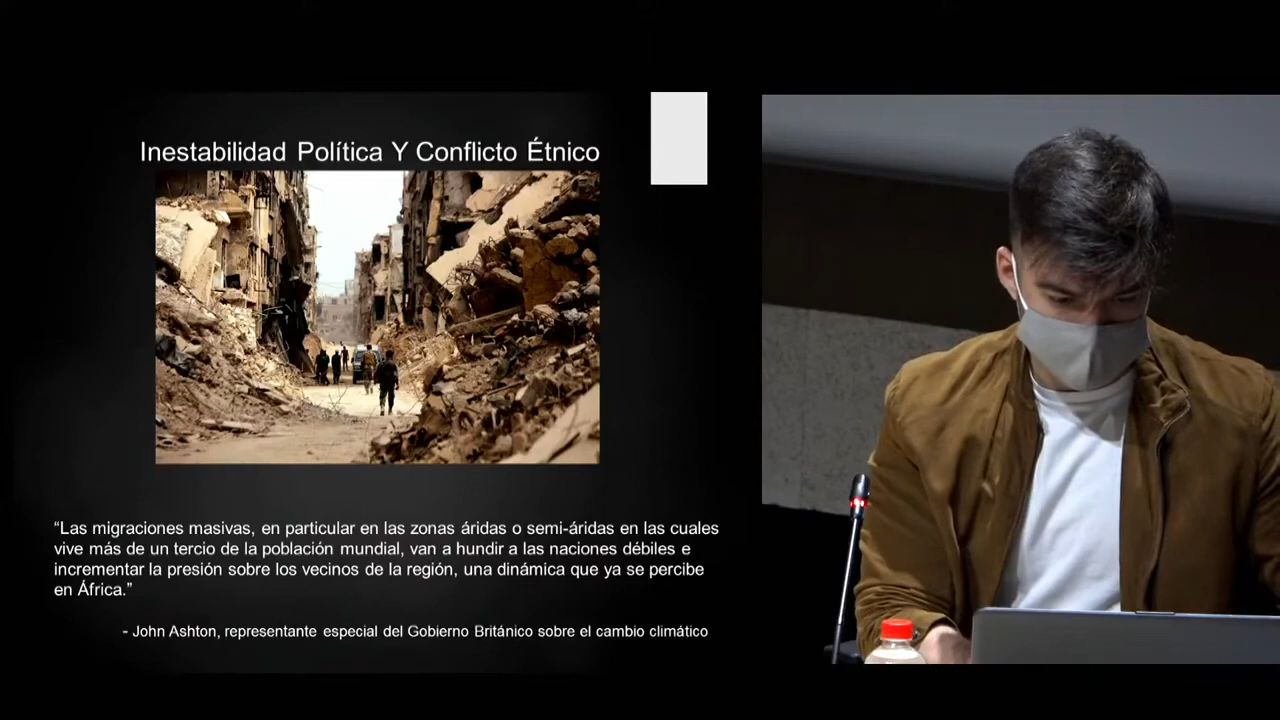 Inestabilidad Política Y Conflicto Étnico
“Las migraciones masivas, en particular en las zonas áridas o semi-áridas en las cuales
vive más de un tercio de la población mundial, van a hundir a las naciones débiles e
incrementar la presión sobre los vecinos de la región, una dinámica que ya se percibe
en África.”
- John Ashton, representante especial del Gobierno Británico sobre el cambio climático